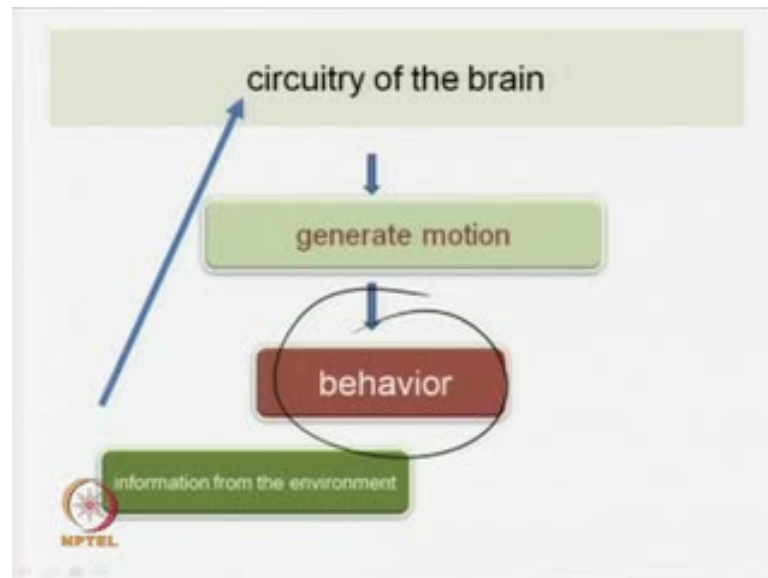 circuitry of the brain
generate motion
behavior
information from the environment
NPTEL